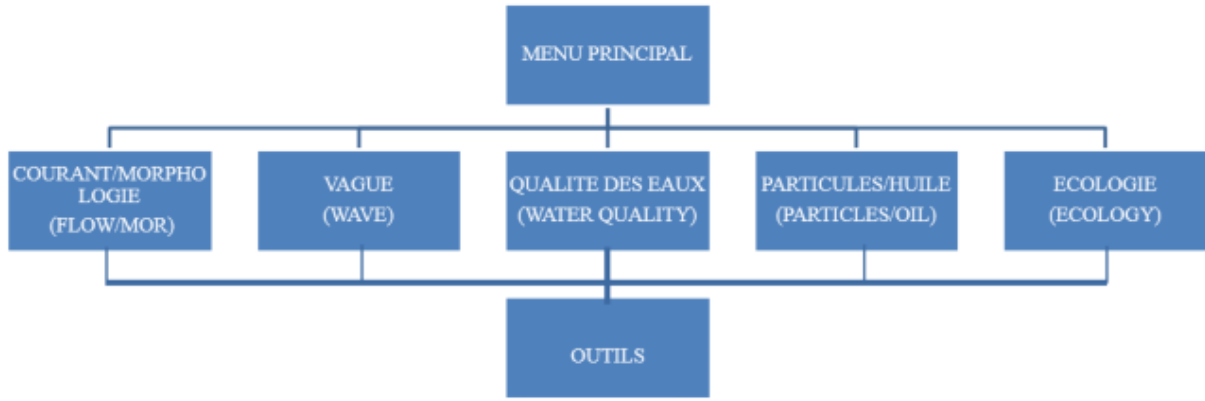 MENU PRINCIPAL
COURANT/MORPHO
LOGIE
(FLOW/MOR)
VAGUE
(WAVE)
QUALITE DES EAUX
(WATER QUALITY)
PARTICULES/HUILE
(PARTICLES/OIL)
ECOLOGIE
(ECOLOGY)
OUTILS